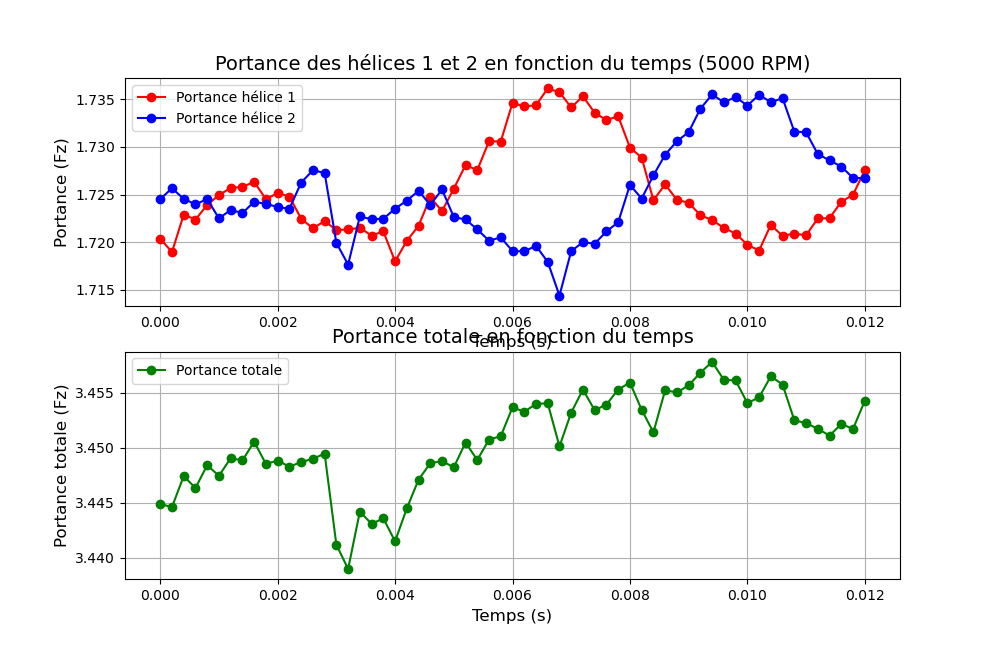 Portance des hélices 1 et 2 en fonction du temps (5000 RPM)
Portance (Fz)
1.735
1.730
1.725
1.720
1.715
Portance hélice 1
Portance hélice 2
0.000 0.002 0.004 0.006 0.008 0.010 0.012
Temps (s)
Portance totale en fonction du temps
Portance totale (Fz)
3.455
3.450
3.445
3.440
Portance totale
0.000 0.002 0.004 0.006 0.008 0.010 0.012
Temps (s)